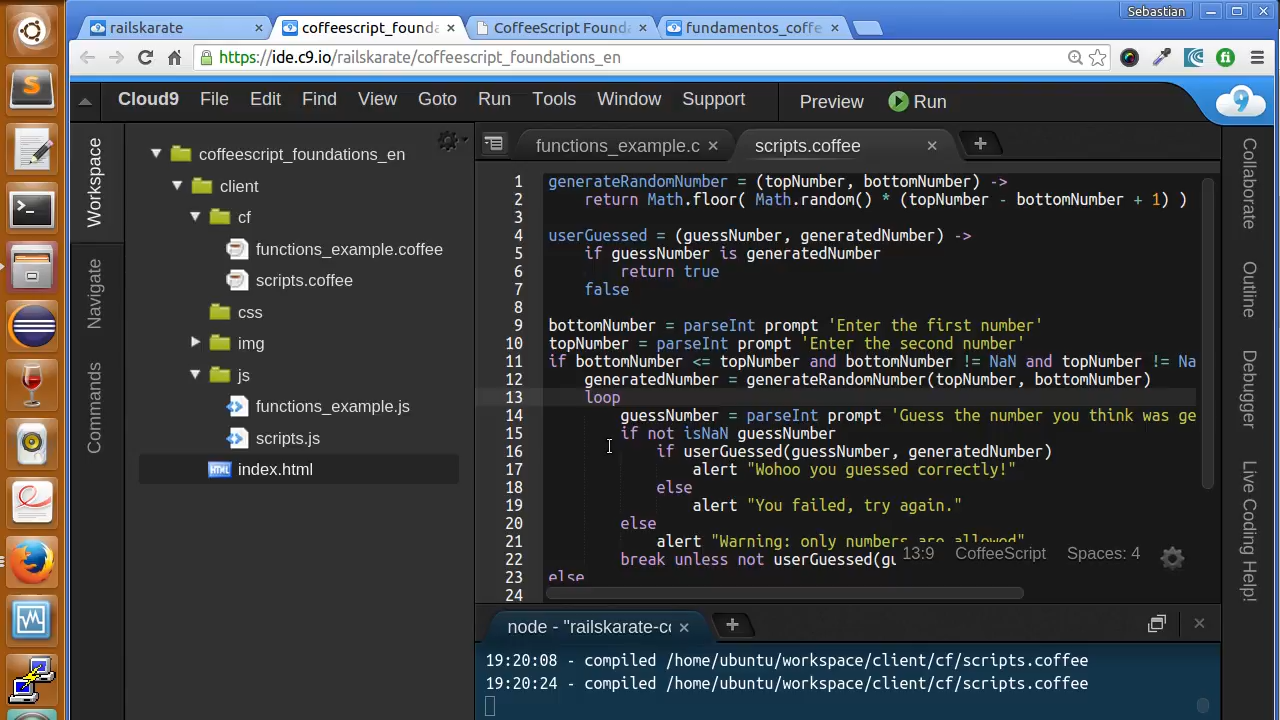 Sebastian
railskarate
coffeescript_founda
CoffeeScript Founda
fundamentos_coffe
https://ide.c9.io/railskarate/coffeescript_foundations_en
Cloud9 File Edit Find View Goto Run Tools Window Support Preview Run
Workspace
Navigate
Commands
coffeescript_foundations_en
client
cf
functions_example.coffee
scripts.coffee
css
img
js
functions_example.js
scripts.js
index.html
functions_example.c
scripts.coffee
1 generateRandomNumber = (topNumber, bottomNumber) ->
2 return Math.floor( Math.random() * (topNumber - bottomNumber + 1) )
3
4 userGuessed = (guessNumber, generatedNumber) ->
5 if guessNumber is generatedNumber
6 return true
7 false
8
9 bottomNumber = parseInt prompt 'Enter the first number'
10 topNumber = parseInt prompt 'Enter the second number'
11 if bottomNumber <= topNumber and bottomNumber != NaN and topNumber != Na
12 generatedNumber = generateRandomNumber(topNumber, bottomNumber)
13 loop
14 guessNumber = parseInt prompt 'Guess the number you think was ge
15 if not isNaN guessNumber
16 if userGuessed(guessNumber, generatedNumber)
17 alert "Wohoo you guessed correctly!"
18 else
19 alert "You failed, try again."
20 else
21 alert "Warning: only numbers are allowed"
22 break unless not userGuessed(gu
23 else
24
13:9 CoffeeScript Spaces: 4
Collaborate
Outline
Debugger
Live Coding Help!
node - "railskarate-co
19:20:08 - compiled /home/ubuntu/workspace/client/cf/scripts.coffee
19:20:24 - compiled /home/ubuntu/workspace/client/cf/scripts.coffee